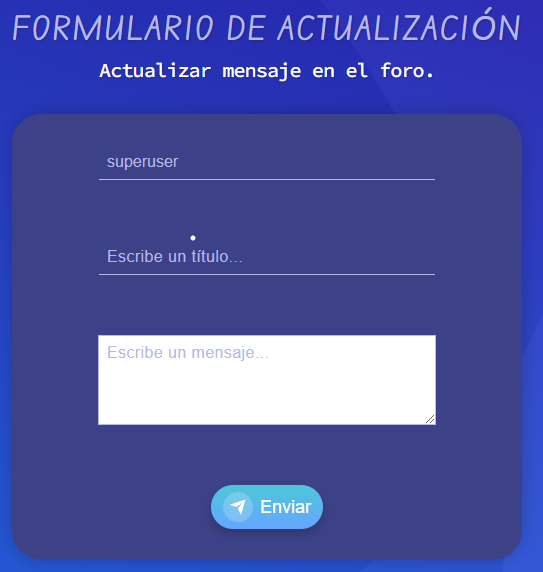 FORMULARIO DE ACTUALIZACIÓN
Actualizar mensaje en el foro.
superuser
Escribe un título...
Escribe un mensaje...
Enviar